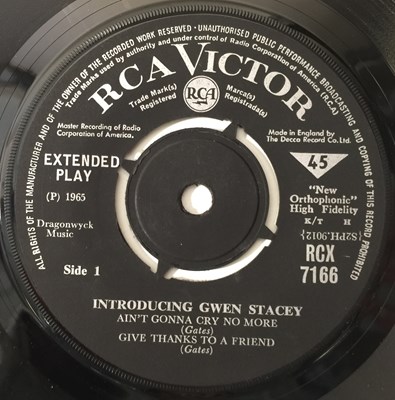 ALL RIGHTS OF THE MANUFACTURER AND OF THE OWNER OF THE RECORDED WORK RESERVED - UNAUTHORISED PUBLIC PERFORMANCE BROADCASTING AND COPYING OF THIS RECORD PROHIBITED
Trade Marks used by authority and under control of Radio Corporation of America (R.C.A.)
RCA VICTOR
Trade Mark(s)
Registered
RCA
Marca(s)
Registrada(s)
Master Recording of Radio
Corporation of America.
Made in England by
The Decca Record Co. Ltd.
EXTENDED
PLAY
45
(P) 1965
"New
Orthophonic"
High Fidelity
Dragonwyck
Music
K/T H
{S2PH.9012}
RCX
7166
Side 1
INTRODUCING GWEN STACEY
AIN'T GONNA CRY NO MORE
(Gates)
GIVE THANKS TO A FRIEND
(Gates)